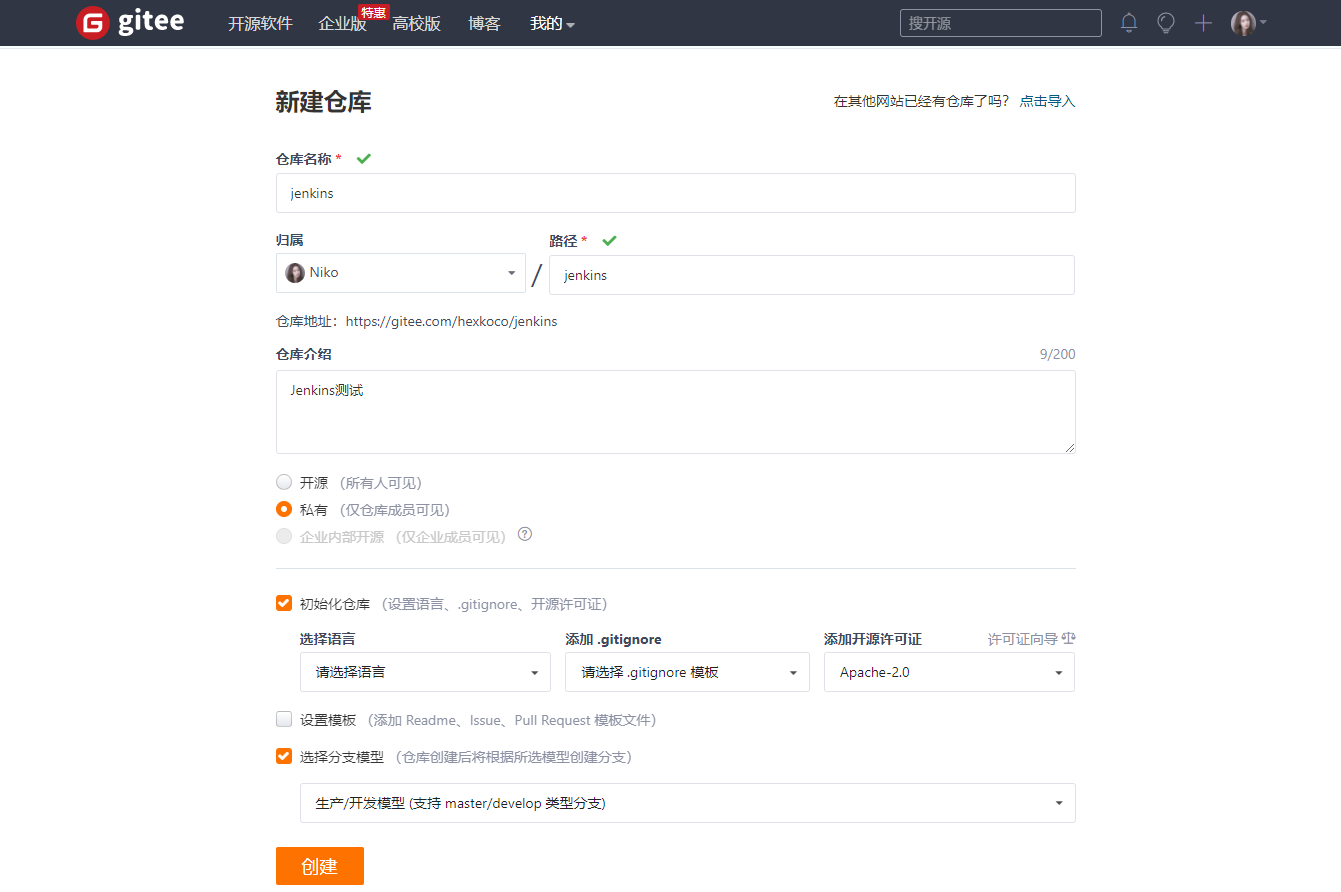 gitee 开源软件 企业版 特惠 高校版 博客 我的 搜开源
新建仓库 在其他网站已经有仓库了吗? 点击导入
仓库名称 *
jenkins
归属 路径 *
Niko / jenkins
仓库地址：https://gitee.com/hexkoco/jenkins
仓库介绍 9/200
Jenkins测试
开源 （所有人可见）
私有 （仅仓库成员可见）
企业内部开源 （仅企业成员可见） ?
初始化仓库 （设置语言、.gitignore、开源许可证）
选择语言 添加 .gitignore 添加开源许可证 许可证向导
请选择语言 请选择 .gitignore 模板 Apache-2.0
设置模板 （添加 Readme、Issue、Pull Request 模板文件）
选择分支模型 （仓库创建后将根据所选模型创建分支）
生产/开发模型 (支持 master/develop 类型分支)
创建